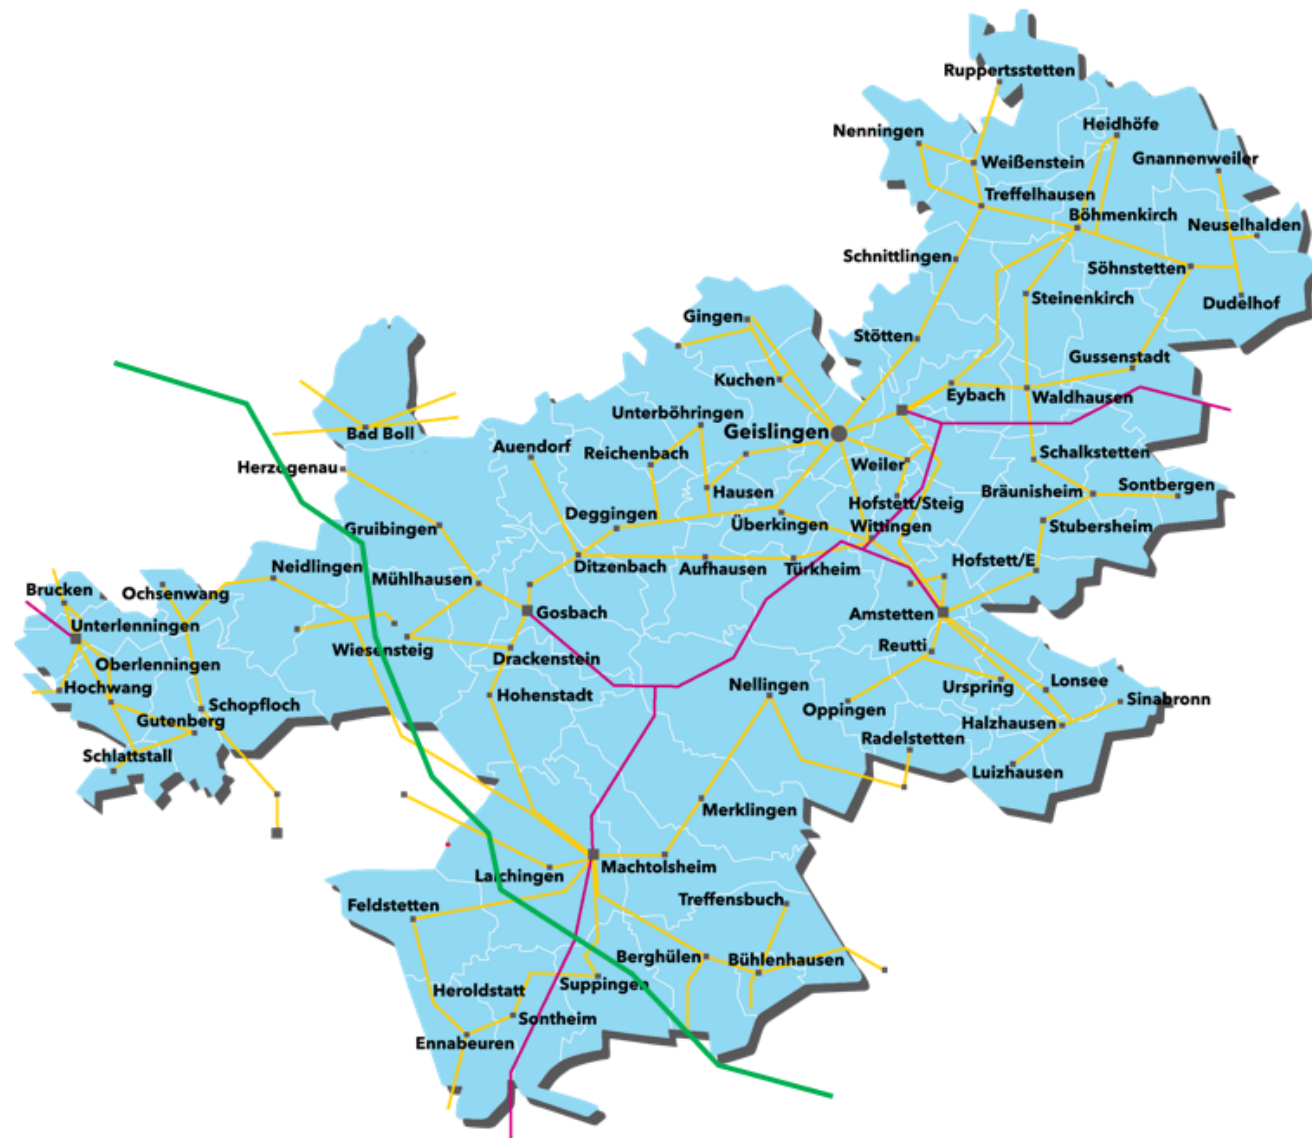 Ruppertsstetten
Heidhöfe
Nenningen
Gnannenweiler
Weißenstein
Treffelhausen
Böhmenkirch
Neuselhalden
Schnittlingen
Söhnstetten
Steinenkirch
Dudelhof
Gingen
Stötten
Gussenstadt
Kuchen
Eybach
Waldhausen
Unterböhringen
Geislingen
Bad Boll
Auendorf
Reichenbach
Weiler
Schalkstetten
Herzogenau
Hausen
Bräunisheim
Sontbergen
Hofstett/Steig
Deggingen
Überkingen
Wittingen
Stubersheim
Gruibingen
Hofstett/E
Neidlingen
Mühlhausen
Ditzenbach
Aufhausen
Türkheim
Brucken
Ochsenwang
Gosbach
Amstetten
Unterlenningen
Wiesensteig
Reutti
Oberlenningen
Drackenstein
Hochwang
Hohenstadt
Nellingen
Urspring
Lonsee
Schopfloch
Sinabronn
Oppingen
Gutenberg
Halzhausen
Radelstetten
Schlattstall
Luizhausen
Merklingen
Machtolsheim
Laichingen
Treffensbuch
Feldstetten
Berghülen
Bühlenhausen
Suppingen
Heroldstatt
Sontheim
Ennabeuren